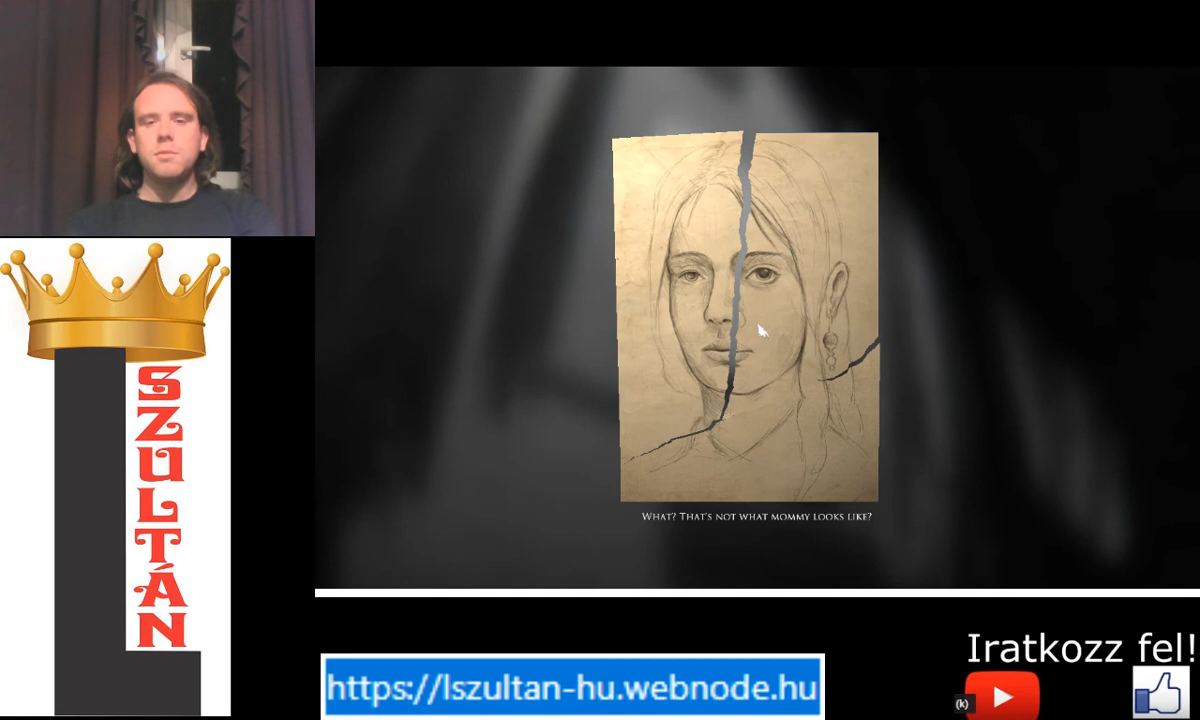 SZULTÁN
WHAT? THAT'S NOT WHAT MOMMY LOOKS LIKE?
Iratkozz fel!
https://lszultan-hu.webnode.hu
(k)